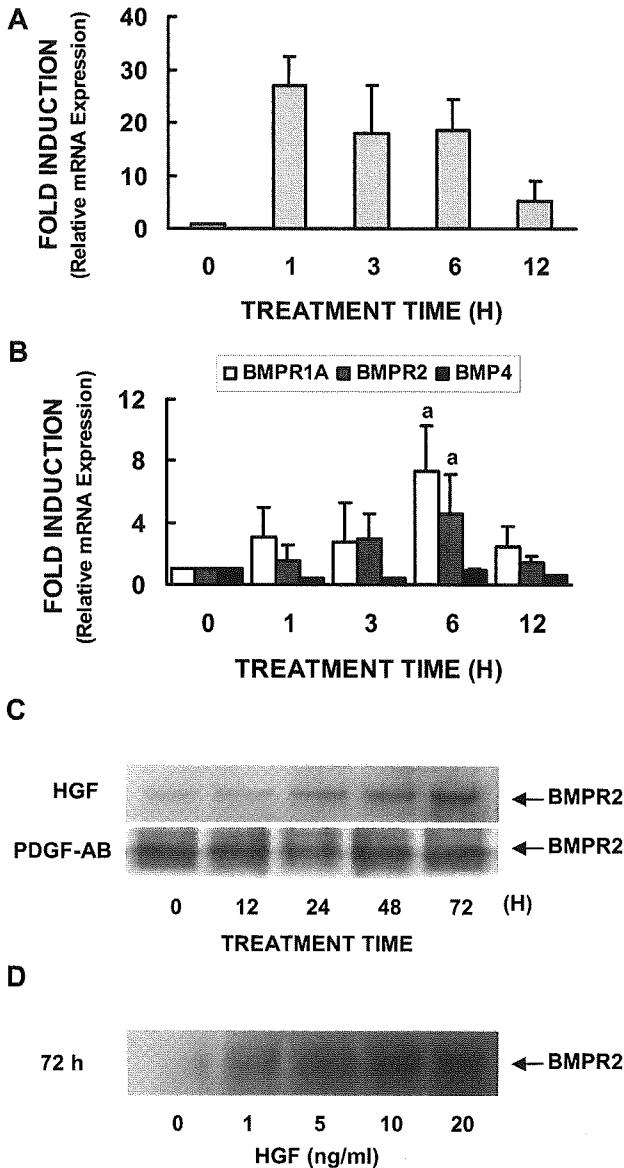 A
FOLD INDUCTION
(Relative mRNA Expression)
40
30
20
10
0
0 1 3 6 12
TREATMENT TIME (H)
B
BMPR1A BMPR2 BMP4
FOLD INDUCTION
(Relative mRNA Expression)
12
8
4
0
a
a
0 1 3 6 12
TREATMENT TIME (H)
C
HGF BMPR2
PDGF-AB BMPR2
0 12 24 48 72 (H)
TREATMENT TIME
D
72 h BMPR2
0 1 5 10 20
HGF (ng/ml)